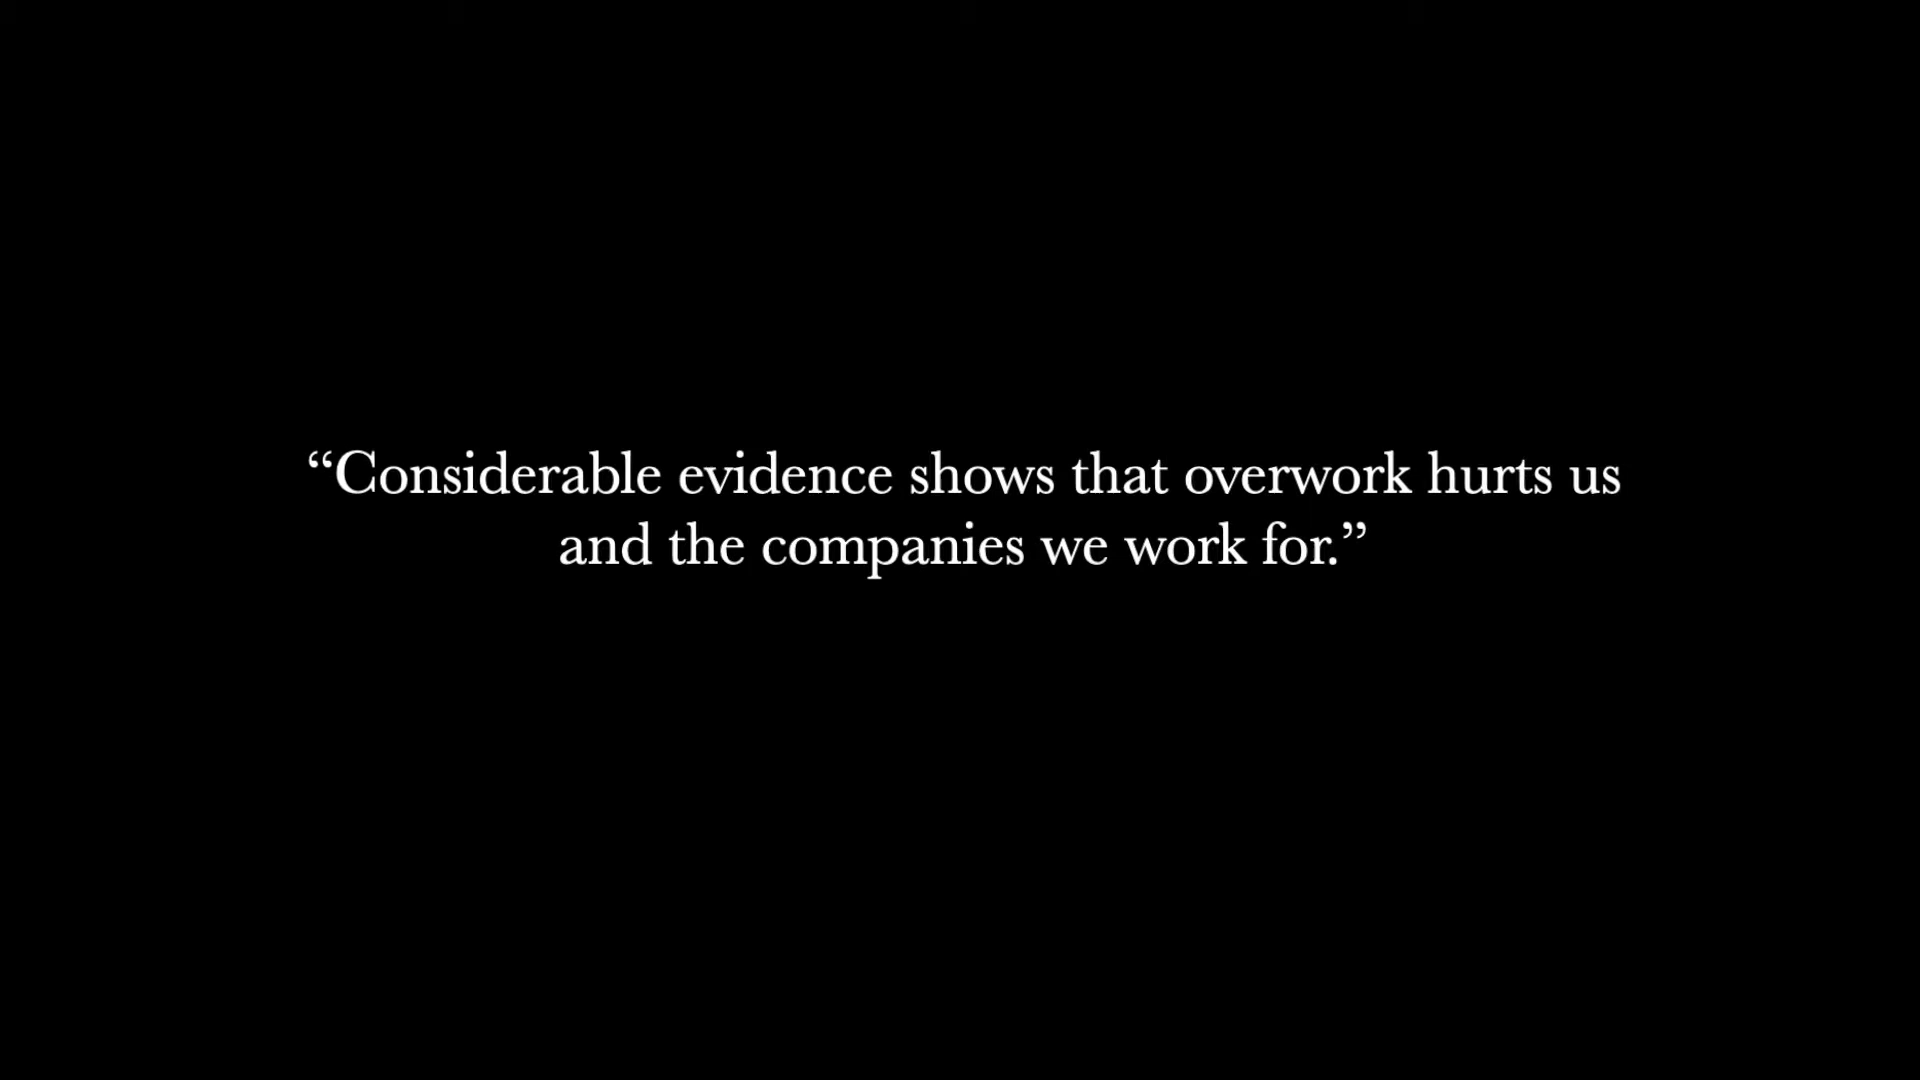 “Considerable evidence shows that overwork hurts us
and the companies we work for.”